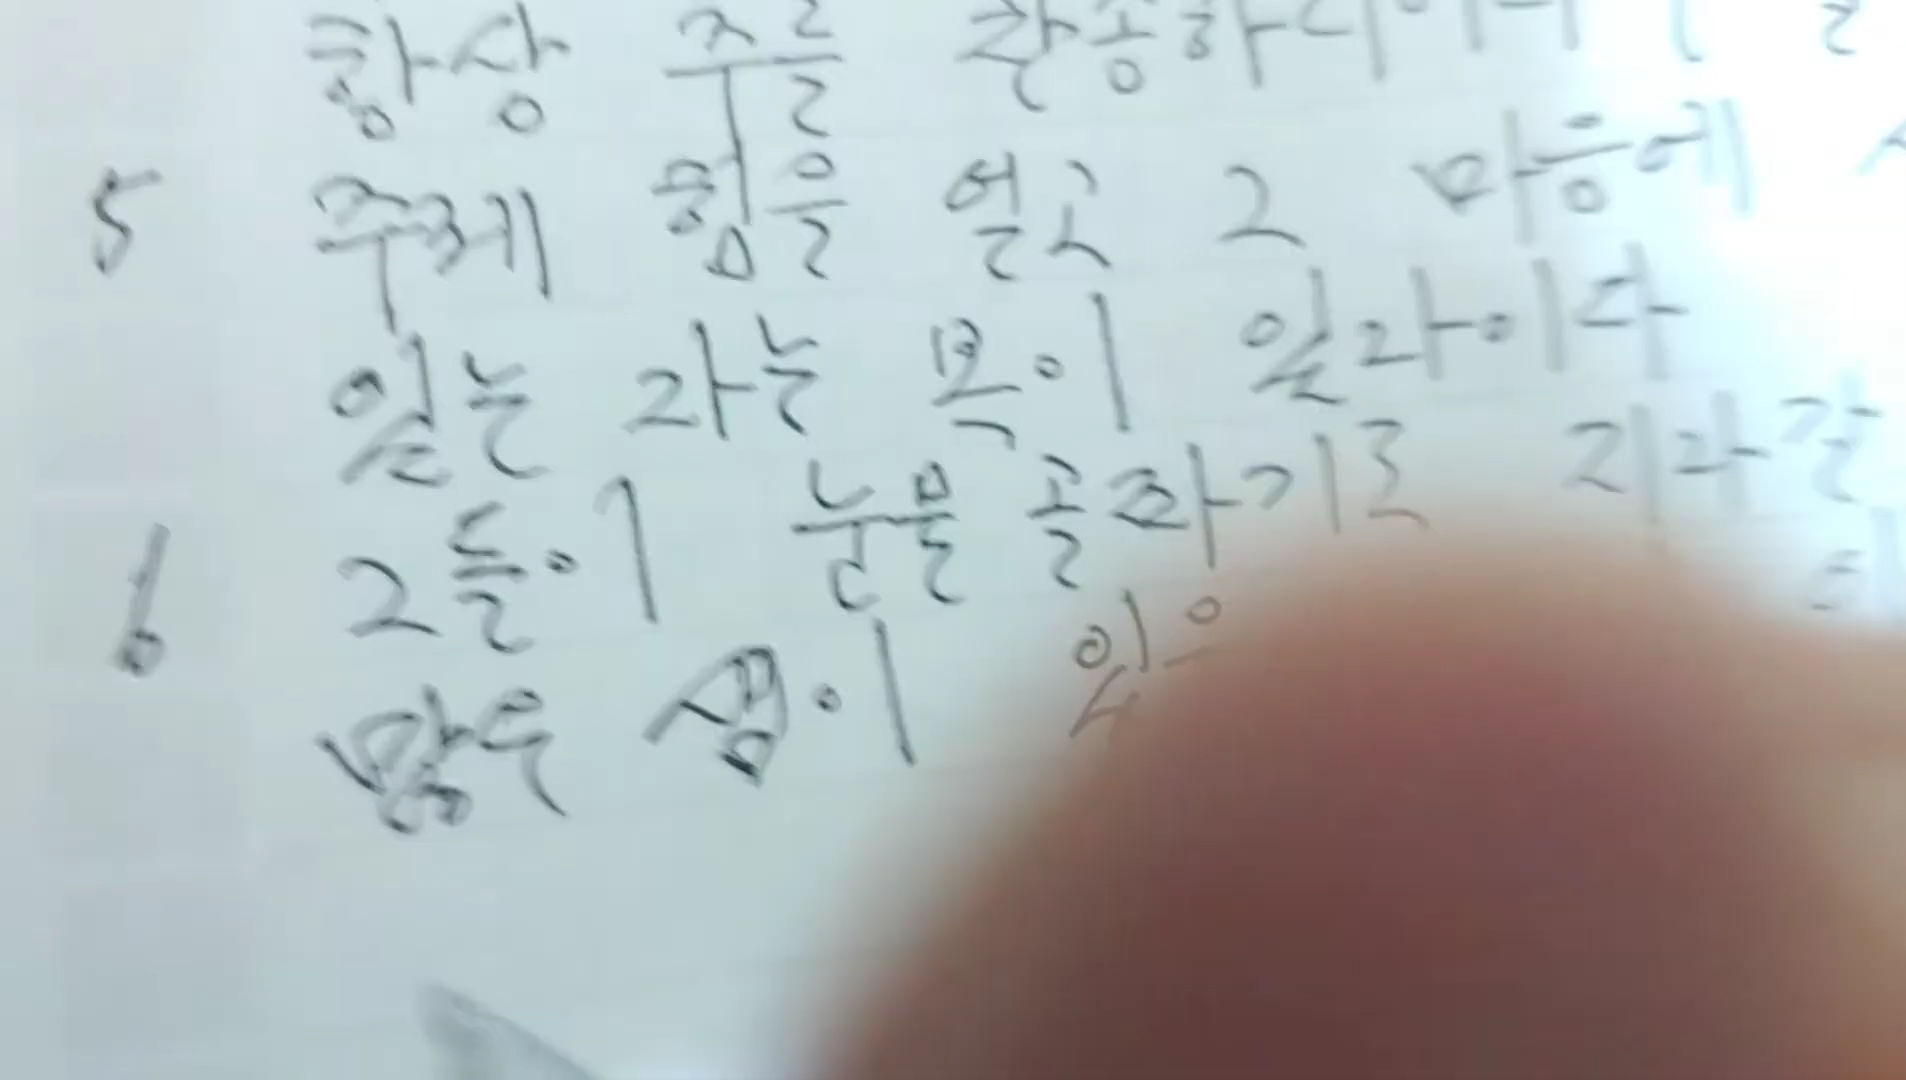 항상 주를 찬송하리이다
5 주께 힘을 얻고 그 마음에
있는 자는 복이 있나이다
6 그들이 눈물 골짜기로 지나갈
많은 샘이 있